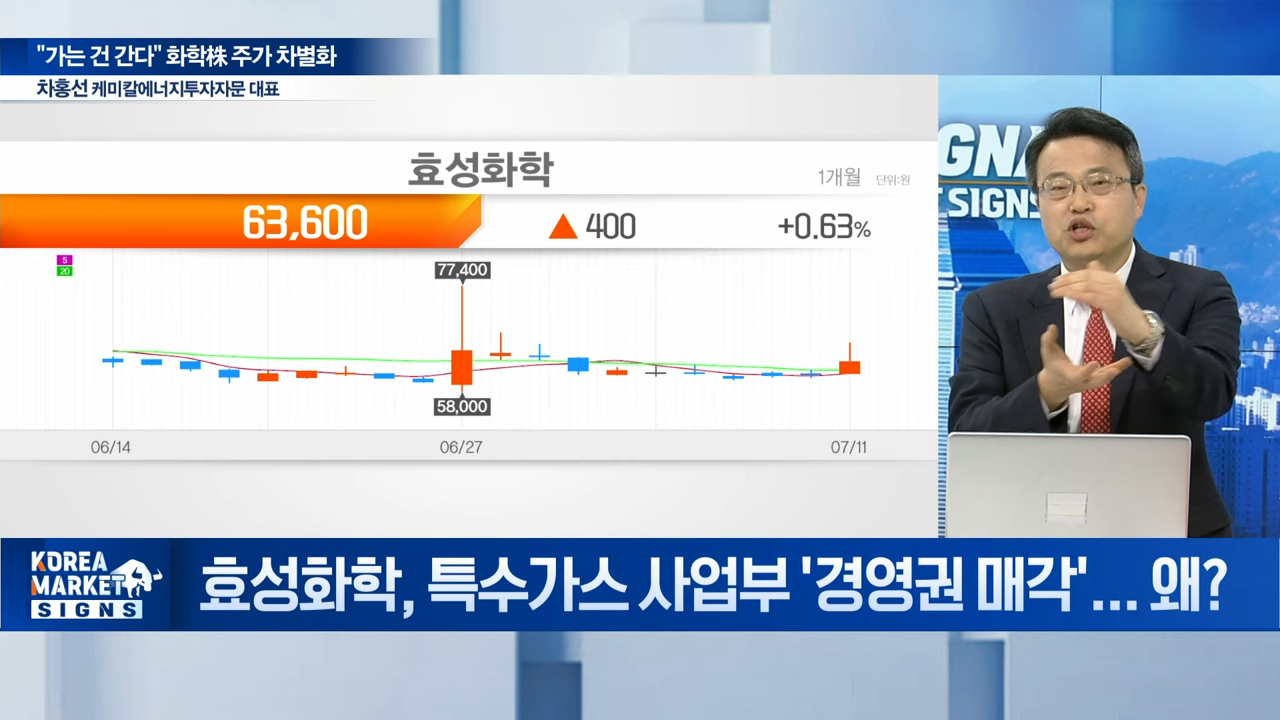 "가는 건 간다" 화학株 주가 차별화
차홍선 케미칼에너지투자자문 대표
효성화학
1개월 단위:원
63,600 ▲ 400 +0.63%
5
20
77,400
58,000
06/14 06/27 07/11
SIGNS
KOREA
MARKET
SIGNS
효성화학, 특수가스 사업부 '경영권 매각'... 왜?